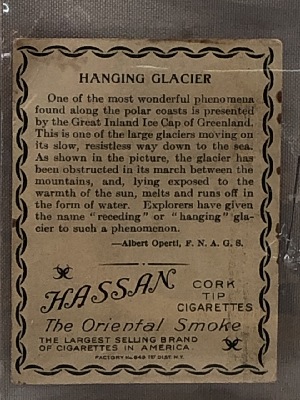 HANGING GLACIER
One of the most wonderful phenomena
found along the polar coasts is presented
by the Great Inland Ice Cap of Greenland.
This is one of the large glaciers moving on
its slow, resistless way down to the sea.
As shown in the picture, the glacier has
been obstructed in its march between the
mountains, and, lying exposed to the
warmth of the sun, melts and runs off in
the form of water. Explorers have given
the name "receding" or "hanging" gla-
cier to such a phenomenon.
—Albert Operti, F. N. A. G. S.
HASSAN
CORK
TIP
CIGARETTES
The Oriental Smoke
THE LARGEST SELLING BRAND
OF CIGARETTES IN AMERICA.
FACTORY No. 649 1ST DIST. N.Y.